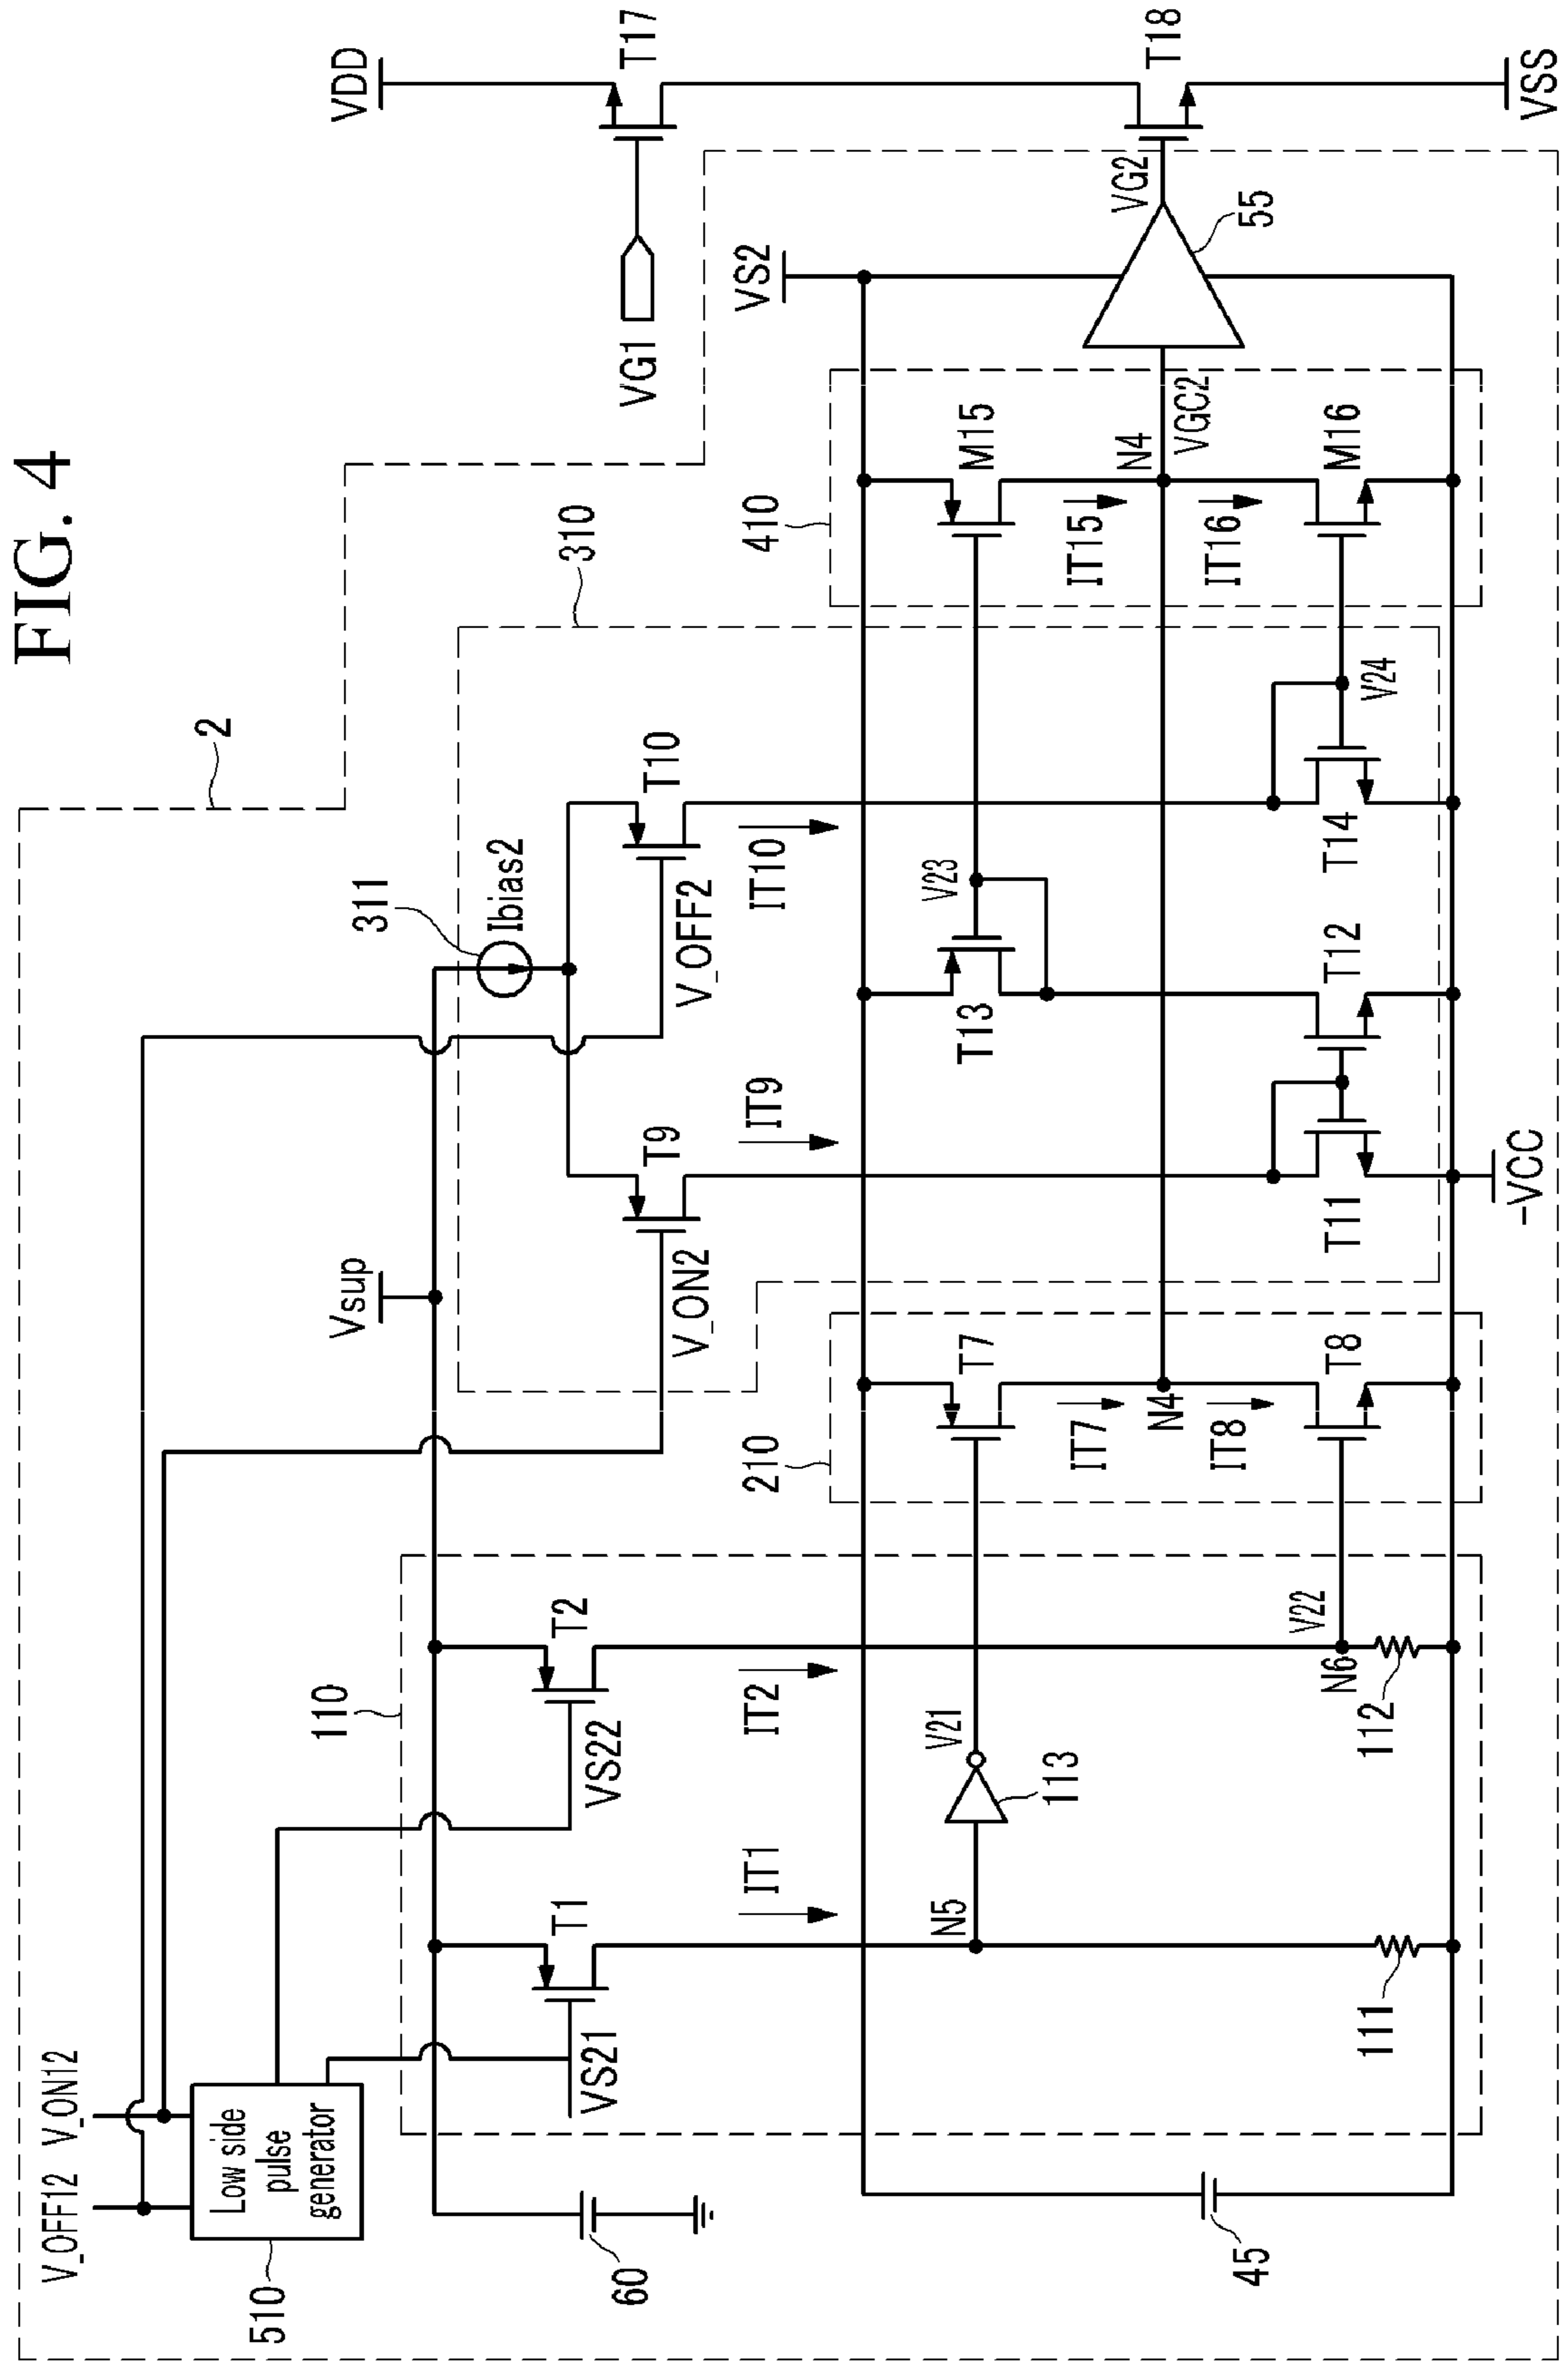 FIG. 4
2
VDD
T17
VG1
T18
VSS
VG2
55
VS2
410
M15
N4
VGC2
IT15
IT16
M16
310
311
Ibias2
T10
V_OFF2
IT10
V24
T14
V23
T13
T12
T9
V_ON2
IT9
T11
-VCC
Vsup
210
T7
IT7
N4
IT8
T8
110
T2
VS22
IT2
V22
N6
112
V21
113
T1
VS21
IT1
N5
111
V_ON12
V_OFF12
Low side
pulse
generator
510
60
45